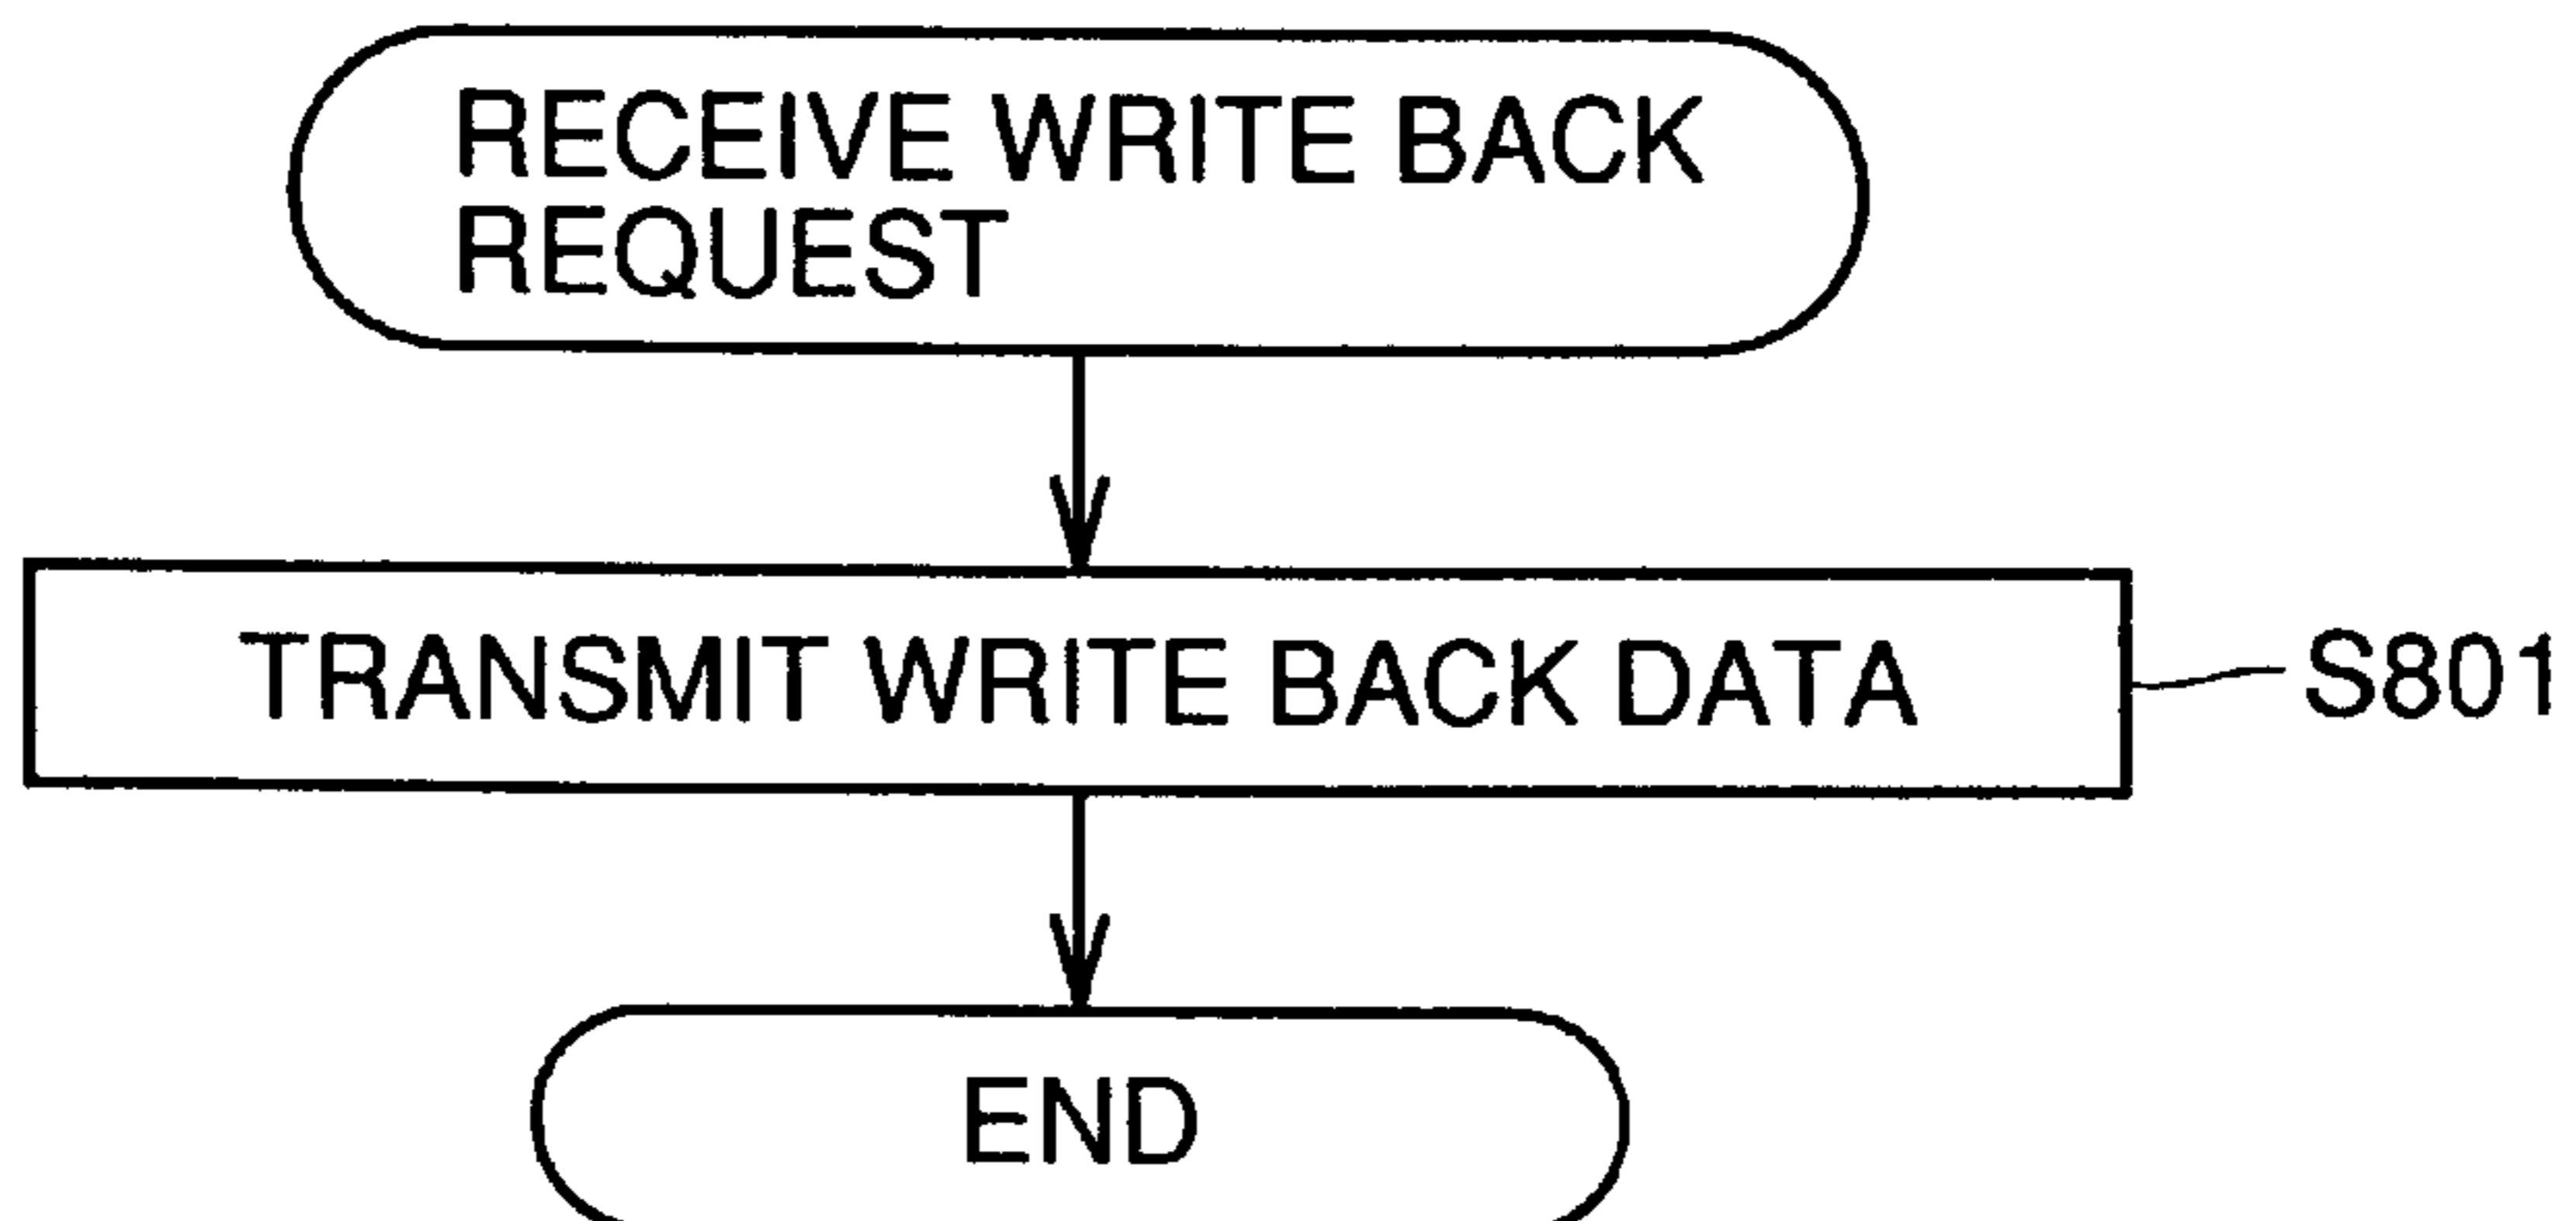 RECEIVE WRITE BACK
REQUEST
TRANSMIT WRITE BACK DATA
S801
END